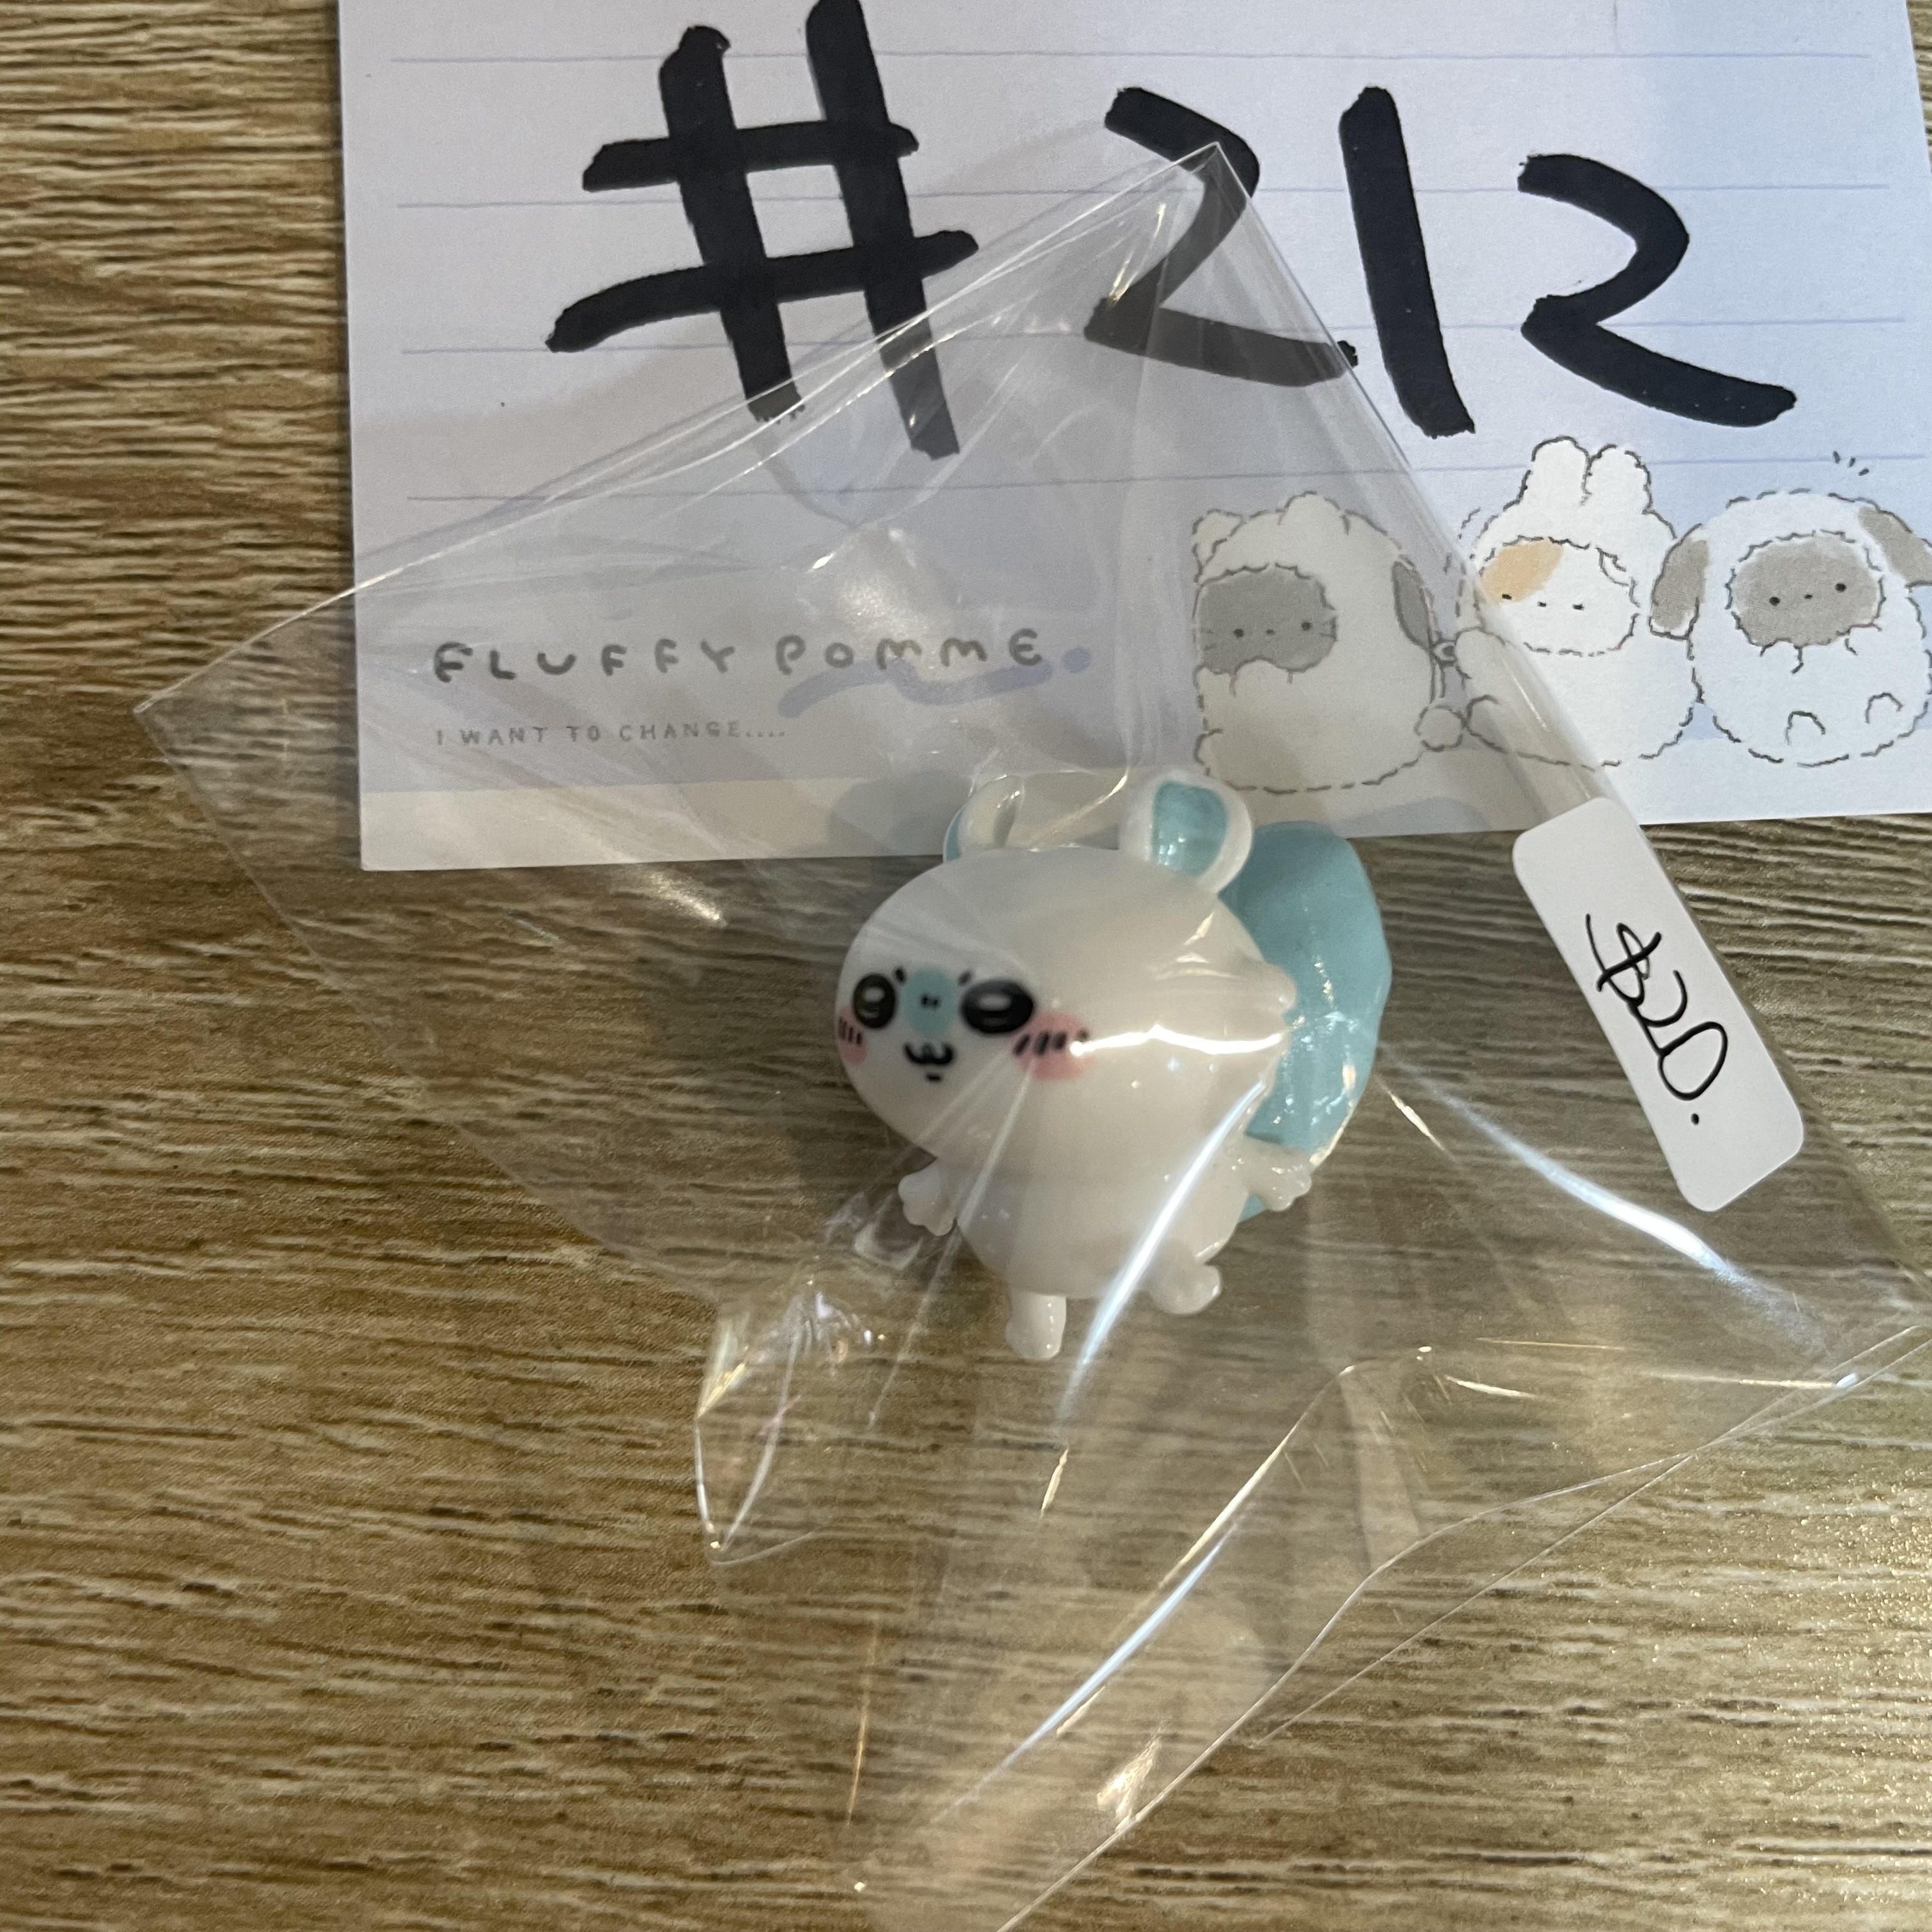 # 212
FLUFFY POMME.
I WANT TO CHANGE....
$20.